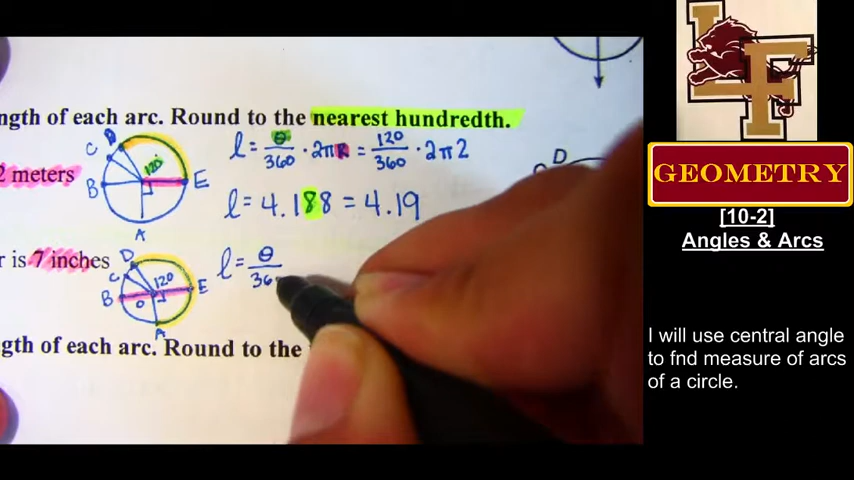 ngth of each arc. Round to the nearest hundredth.
2 meters
D
C
B
E
A
120°
l = θ/360 · 2πR = 120/360 · 2π2
l = 4.188 = 4.19
D
r is 7 inches
D
C
B
E
A
O
120
l = θ/36
gth of each arc. Round to the
LF
GEOMETRY
[10-2]
Angles & Arcs
I will use central angle
to fnd measure of arcs
of a circle.